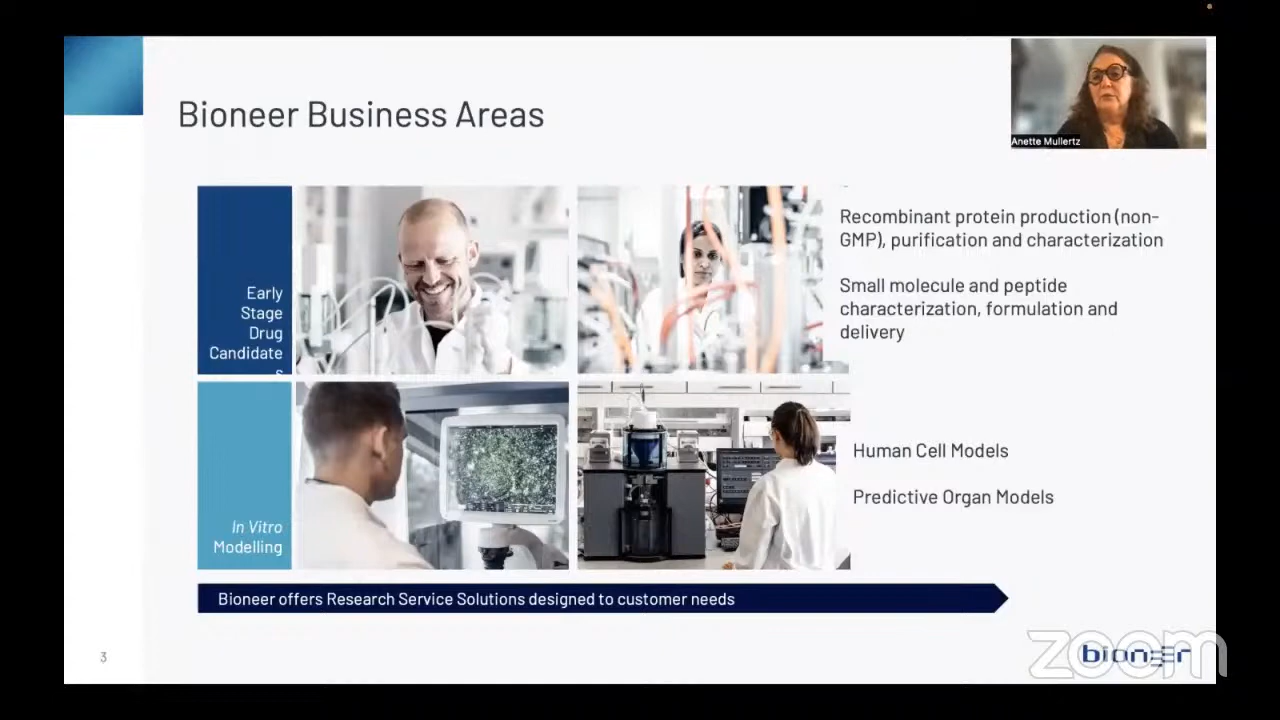 Bioneer Business Areas
Anette Mullertz
Early
Stage
Drug
Candidate
s
Recombinant protein production (non-
GMP), purification and characterization
Small molecule and peptide
characterization, formulation and
delivery
In Vitro
Modelling
Human Cell Models
Predictive Organ Models
Bioneer offers Research Service Solutions designed to customer needs
3
bioneer
zoom